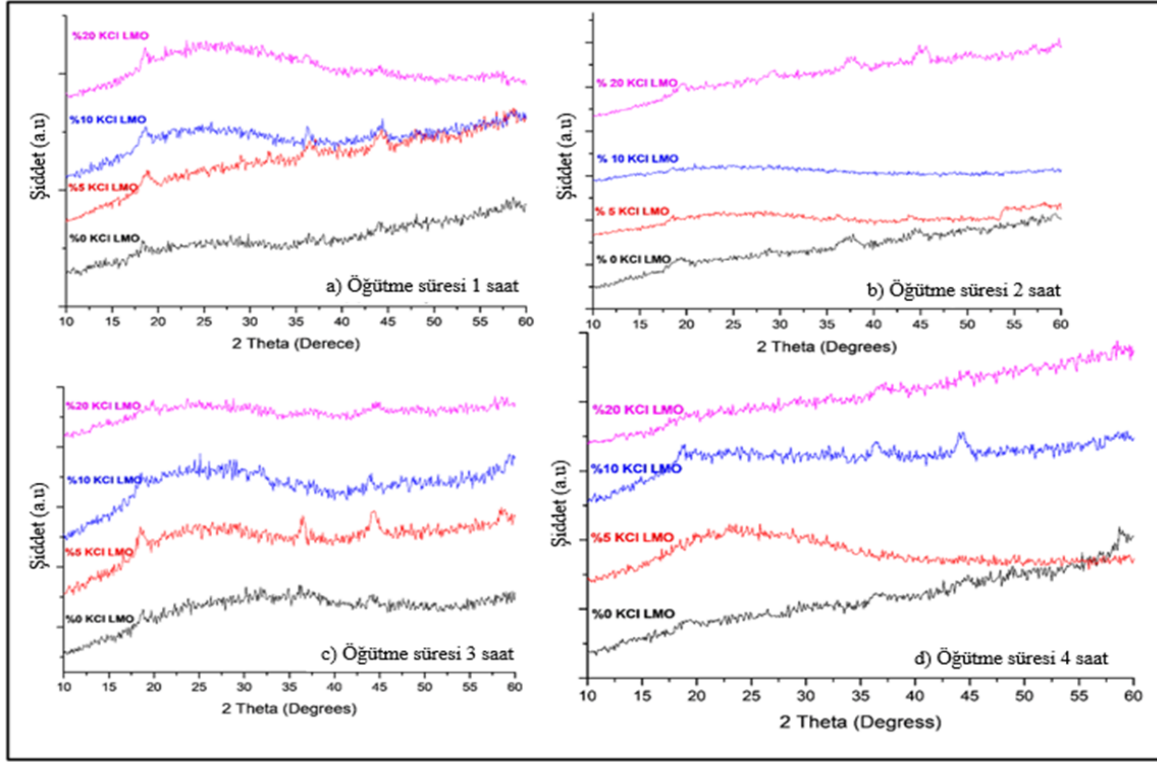 %20 KCl LMO
%10 KCl LMO
%5 KCl LMO
%0 KCl LMO
Şiddet (a.u)
a) Öğütme süresi 1 saat
10 15 20 25 30 35 40 45 50 55 60
2 Theta (Derece)
% 20 KCl LMO
% 10 KCl LMO
% 5 KCl LMO
% 0 KCl LMO
Şiddet (a.u)
b) Öğütme süresi 2 saat
10 15 20 25 30 35 40 45 50 55 60
2 Theta (Degrees)
%20 KCl LMO
%10 KCl LMO
%5 KCl LMO
%0 KCl LMO
Şiddet (a.u)
c) Öğütme süresi 3 saat
10 15 20 25 30 35 40 45 50 55 60
2 Theta (Degrees)
%20 KCl LMO
%10 KCl LMO
%5 KCl LMO
%0 KCl LMO
Şiddet (a.u)
d) Öğütme süresi 4 saat
10 15 20 25 30 35 40 45 50 55 60
2 Theta (Degress)